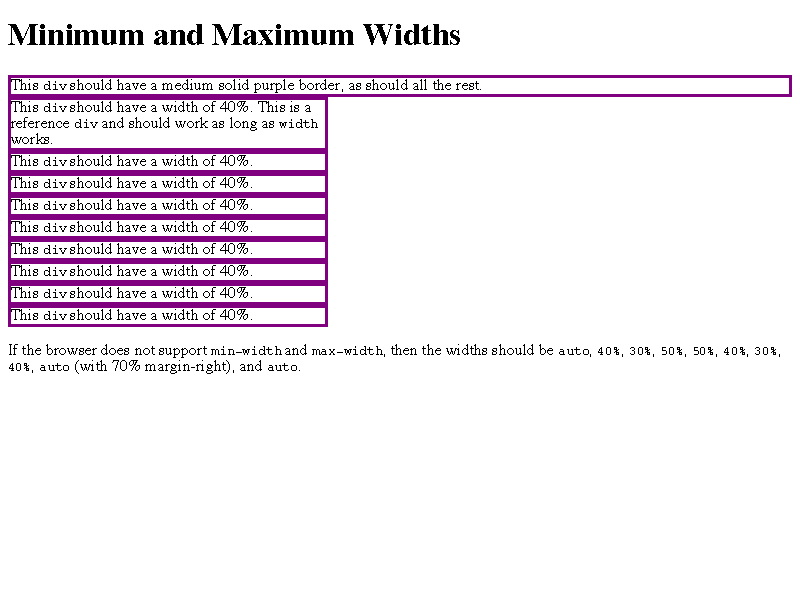 Minimum and Maximum Widths
This div should have a medium solid purple border, as should all the rest.
This div should have a width of 40%. This is a
reference div and should work as long as width
works.
This div should have a width of 40%.
This div should have a width of 40%.
This div should have a width of 40%.
This div should have a width of 40%.
This div should have a width of 40%.
This div should have a width of 40%.
This div should have a width of 40%.
This div should have a width of 40%.
If the browser does not support min-width and max-width, then the widths should be auto, 40%, 30%, 50%, 50%, 40%, 30%,
40%, auto (with 70% margin-right), and auto.